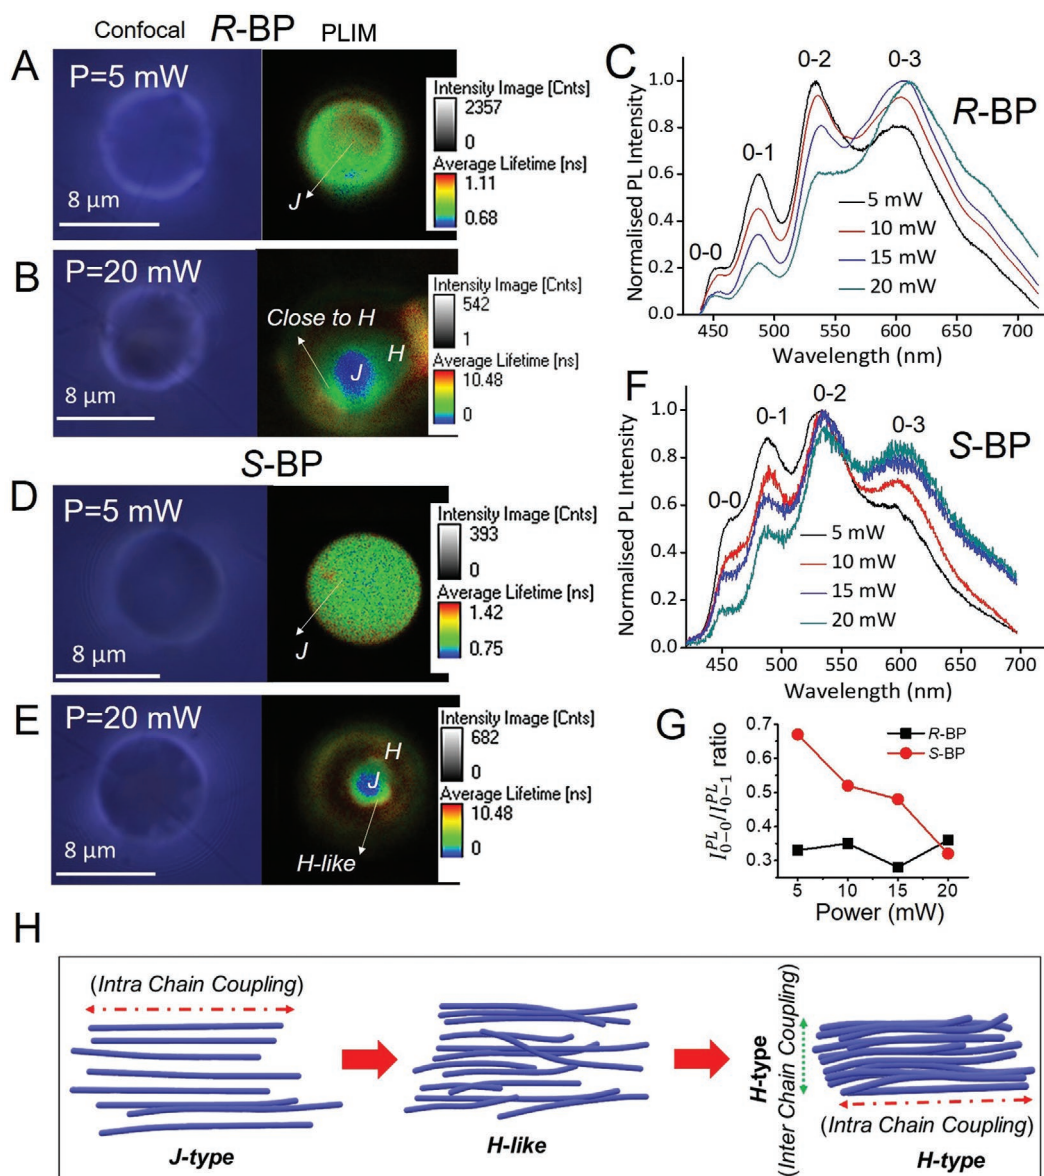 Confocal R-BP PLIM
A
P=5 mW
8 μm
J
Intensity Image [Cnts]
2357
0
Average Lifetime [ns]
1.11
0.68
B
P=20 mW
8 μm
Close to H
H
J
Intensity Image [Cnts]
542
1
Average Lifetime [ns]
10.48
0
C
Normalised PL Intensity
1.0
0.8
0.6
0.4
0.2
0.0
0-0
0-1
0-2
0-3
R-BP
5 mW
10 mW
15 mW
20 mW
450 500 550 600 650 700
Wavelength (nm)
S-BP
D
P=5 mW
8 μm
J
Intensity Image [Cnts]
393
0
Average Lifetime [ns]
1.42
0.75
E
P=20 mW
8 μm
H
J
H-like
Intensity Image [Cnts]
682
0
Average Lifetime [ns]
10.48
0
F
Normalised PL Intensity
1.0
0.8
0.6
0.4
0.2
0.0
0-0
0-1
0-2
0-3
S-BP
5 mW
10 mW
15 mW
20 mW
450 500 550 600 650 700
Wavelength (nm)
G
I^{PL}_{0-0}/I^{PL}_{0-1} ratio
0.7
0.6
0.5
0.4
0.3
R-BP
S-BP
5 10 15 20
Power (mW)
H
(Intra Chain Coupling)
J-type
H-like
H-type
(Inter Chain Coupling)
(Intra Chain Coupling)
H-type